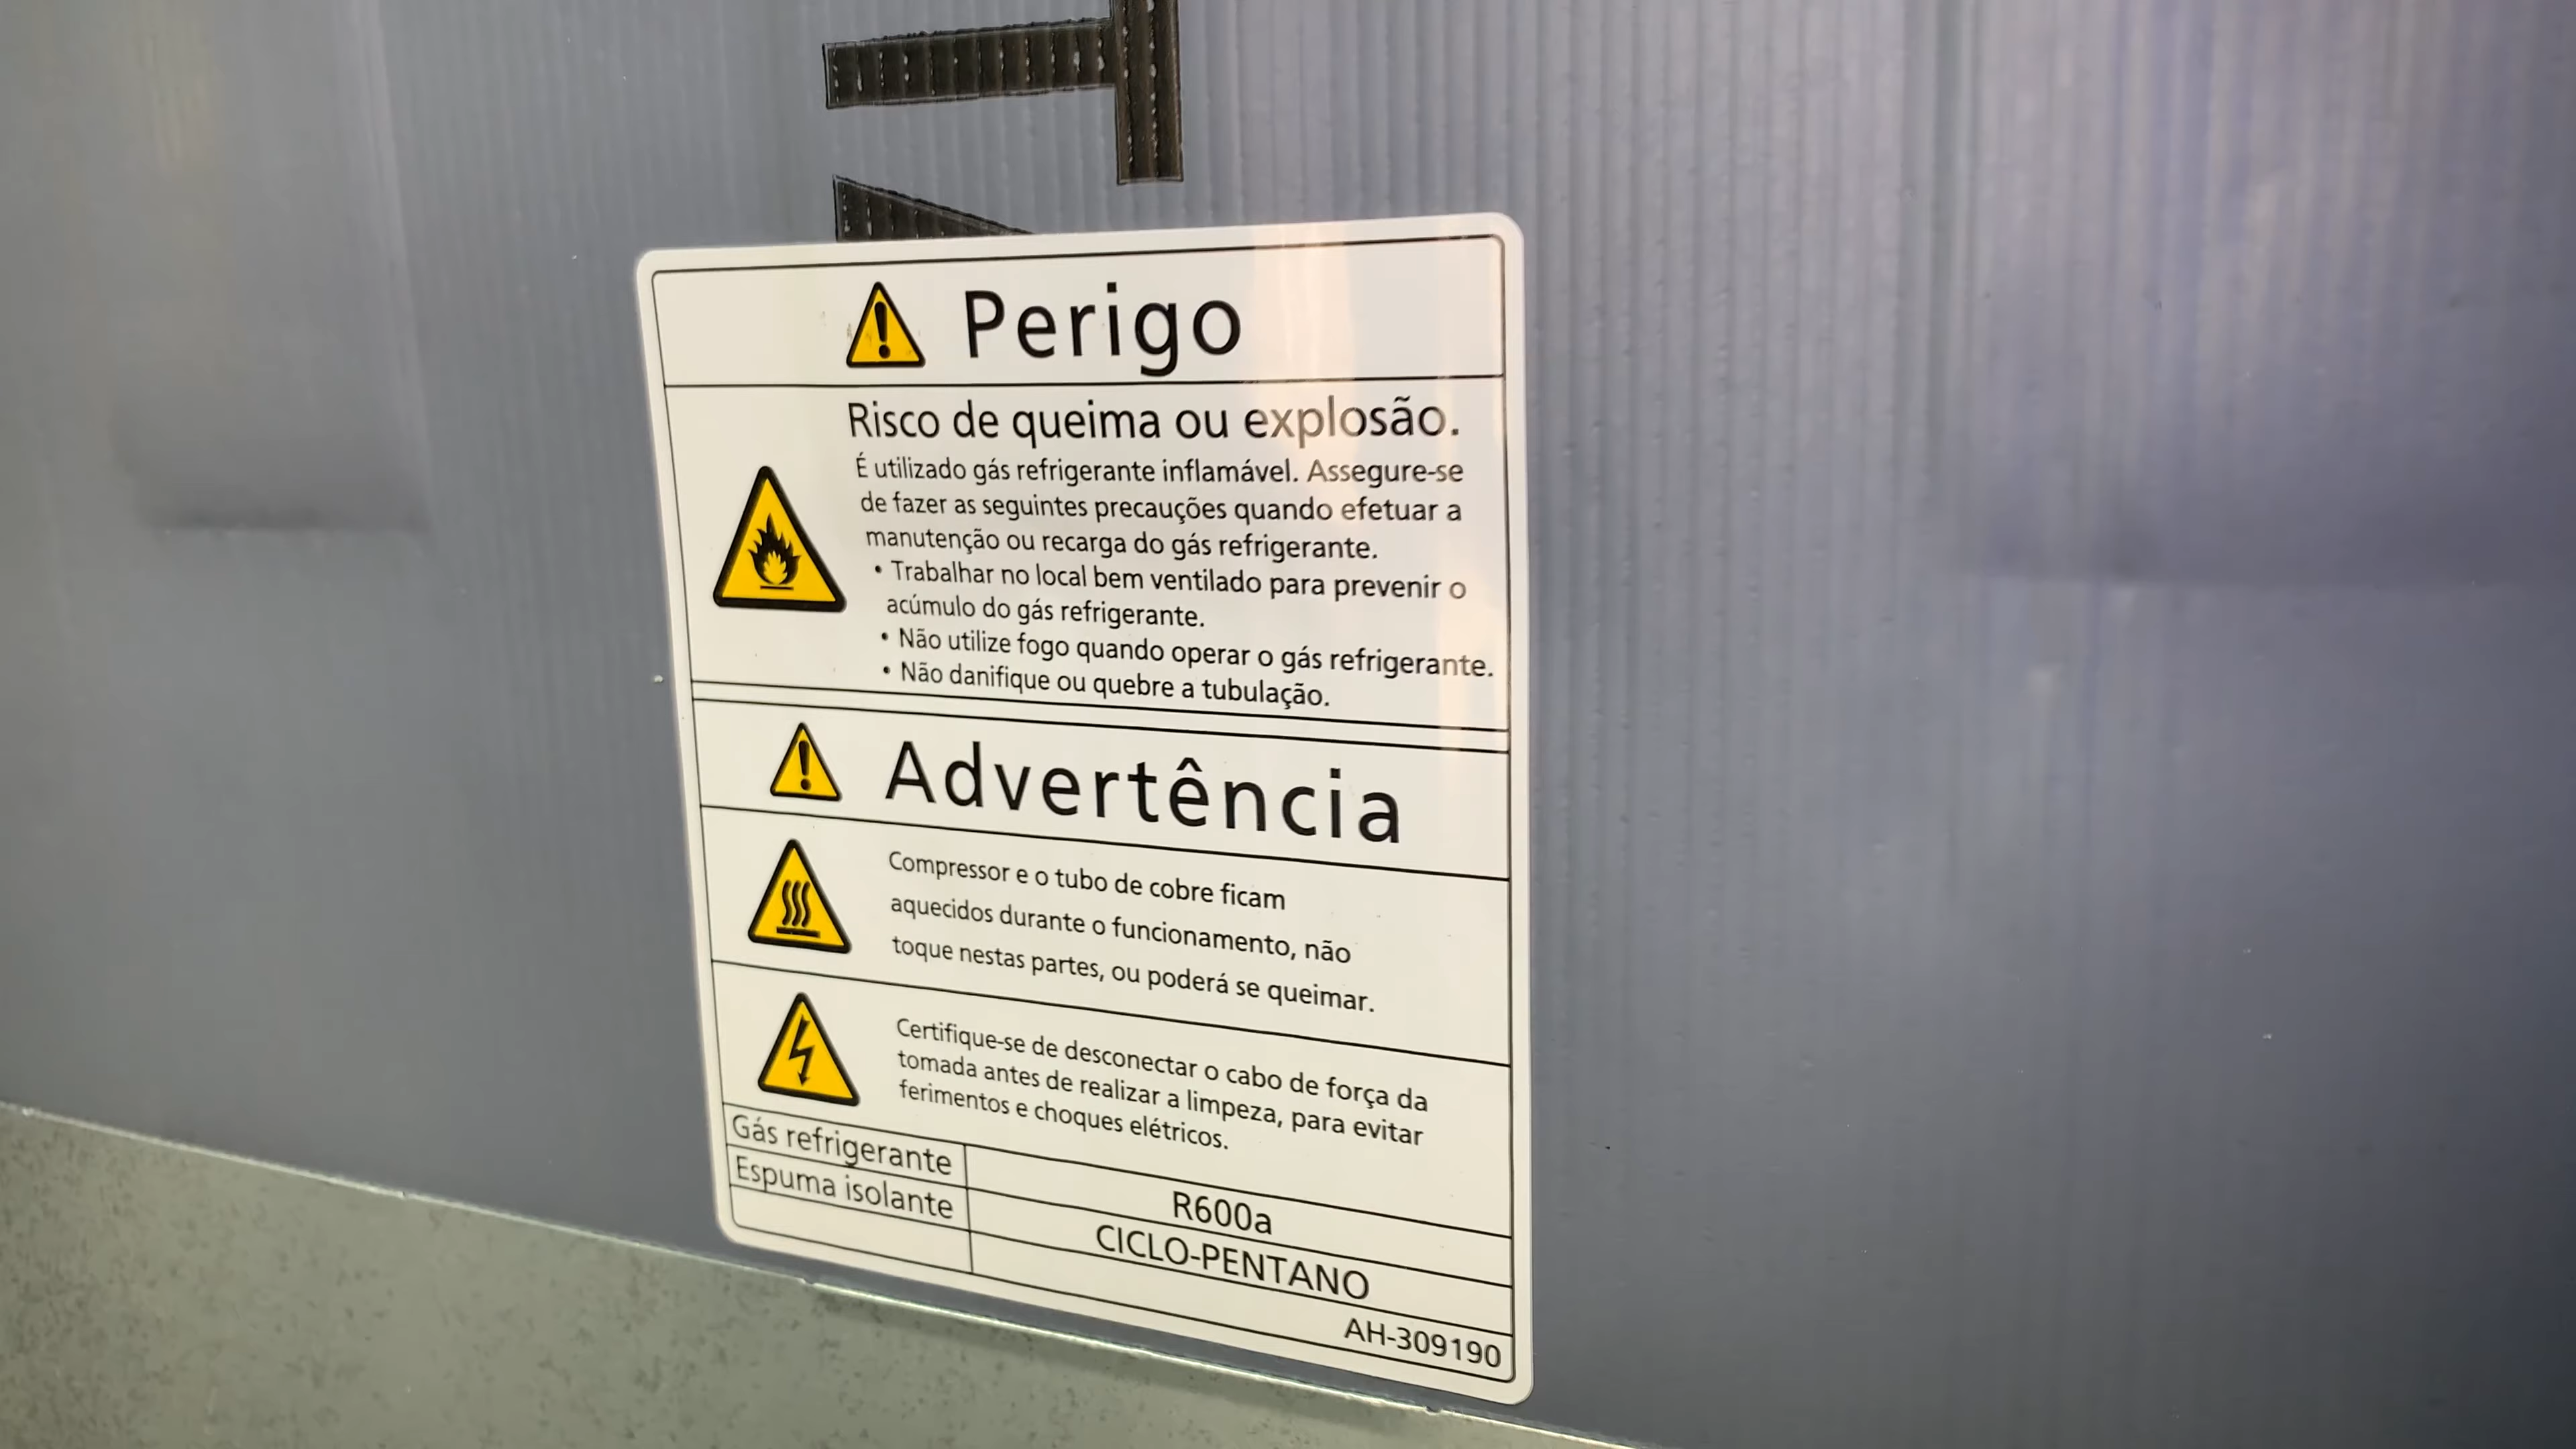 Perigo
Risco de queima ou explosão.
É utilizado gás refrigerante inflamável. Assegure-se
de fazer as seguintes precauções quando efetuar a
manutenção ou recarga do gás refrigerante.
• Trabalhar no local bem ventilado para prevenir o
acúmulo do gás refrigerante.
• Não utilize fogo quando operar o gás refrigerante.
• Não danifique ou quebre a tubulação.
Advertência
Compressor e o tubo de cobre ficam
aquecidos durante o funcionamento, não
toque nestas partes, ou poderá se queimar.
Certifique-se de desconectar o cabo de força da
tomada antes de realizar a limpeza, para evitar
ferimentos e choques elétricos.
Gás refrigerante R600a
Espuma isolante CICLO-PENTANO
AH-309190